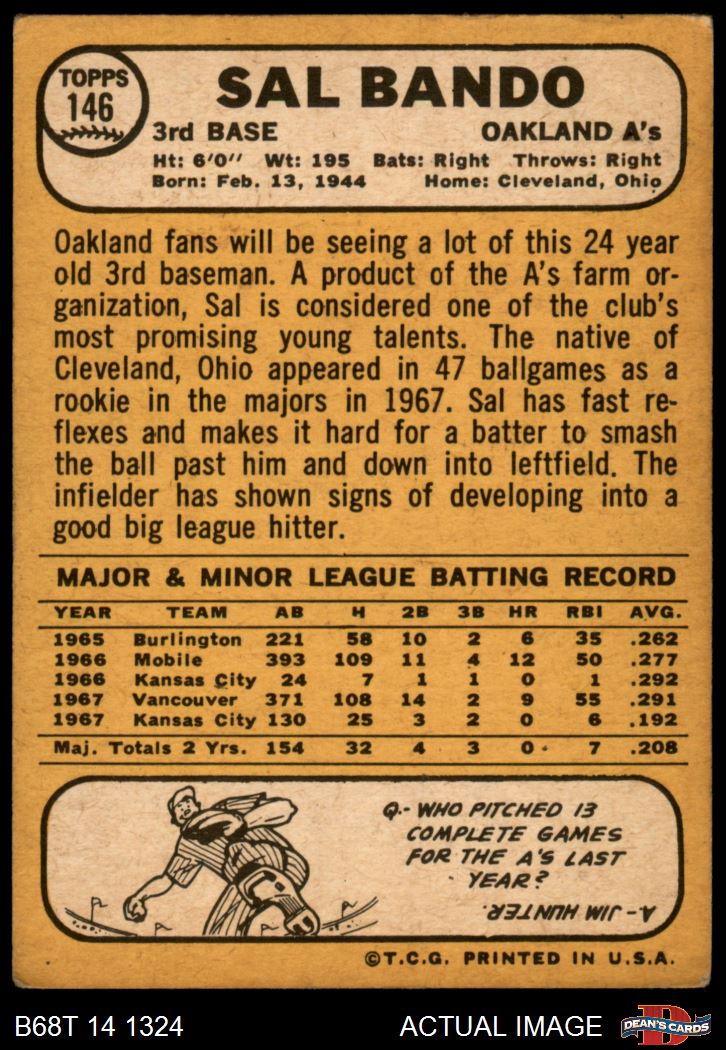 TOPPS
146
SAL BANDO
3rd BASE OAKLAND A's
Ht: 6'0" Wt: 195 Bats: Right Throws: Right
Born: Feb. 13, 1944 Home: Cleveland, Ohio
Oakland fans will be seeing a lot of this 24 year
old 3rd baseman. A product of the A's farm or-
ganization, Sal is considered one of the club's
most promising young talents. The native of
Cleveland, Ohio appeared in 47 ballgames as a
rookie in the majors in 1967. Sal has fast re-
flexes and makes it hard for a batter to smash
the ball past him and down into leftfield. The
infielder has shown signs of developing into a
good big league hitter.
MAJOR & MINOR LEAGUE BATTING RECORD
YEAR TEAM AB H 2B 3B HR RBI AVG.
1965 Burlington 221 58 10 2 6 35 .262
1966 Mobile 393 109 11 4 12 50 .277
1966 Kansas City 24 7 1 1 0 1 .292
1967 Vancouver 371 108 14 2 9 55 .291
1967 Kansas City 130 25 3 2 0 6 .192
Maj. Totals 2 Yrs. 154 32 4 3 0 7 .208
Q.- WHO PITCHED 13
COMPLETE GAMES
FOR THE A'S LAST
YEAR?
A.- JIM HUNTER.
©T.C.G. PRINTED IN U.S.A.
B68T 14 1324 ACTUAL IMAGE
D
DEAN'S CARDS